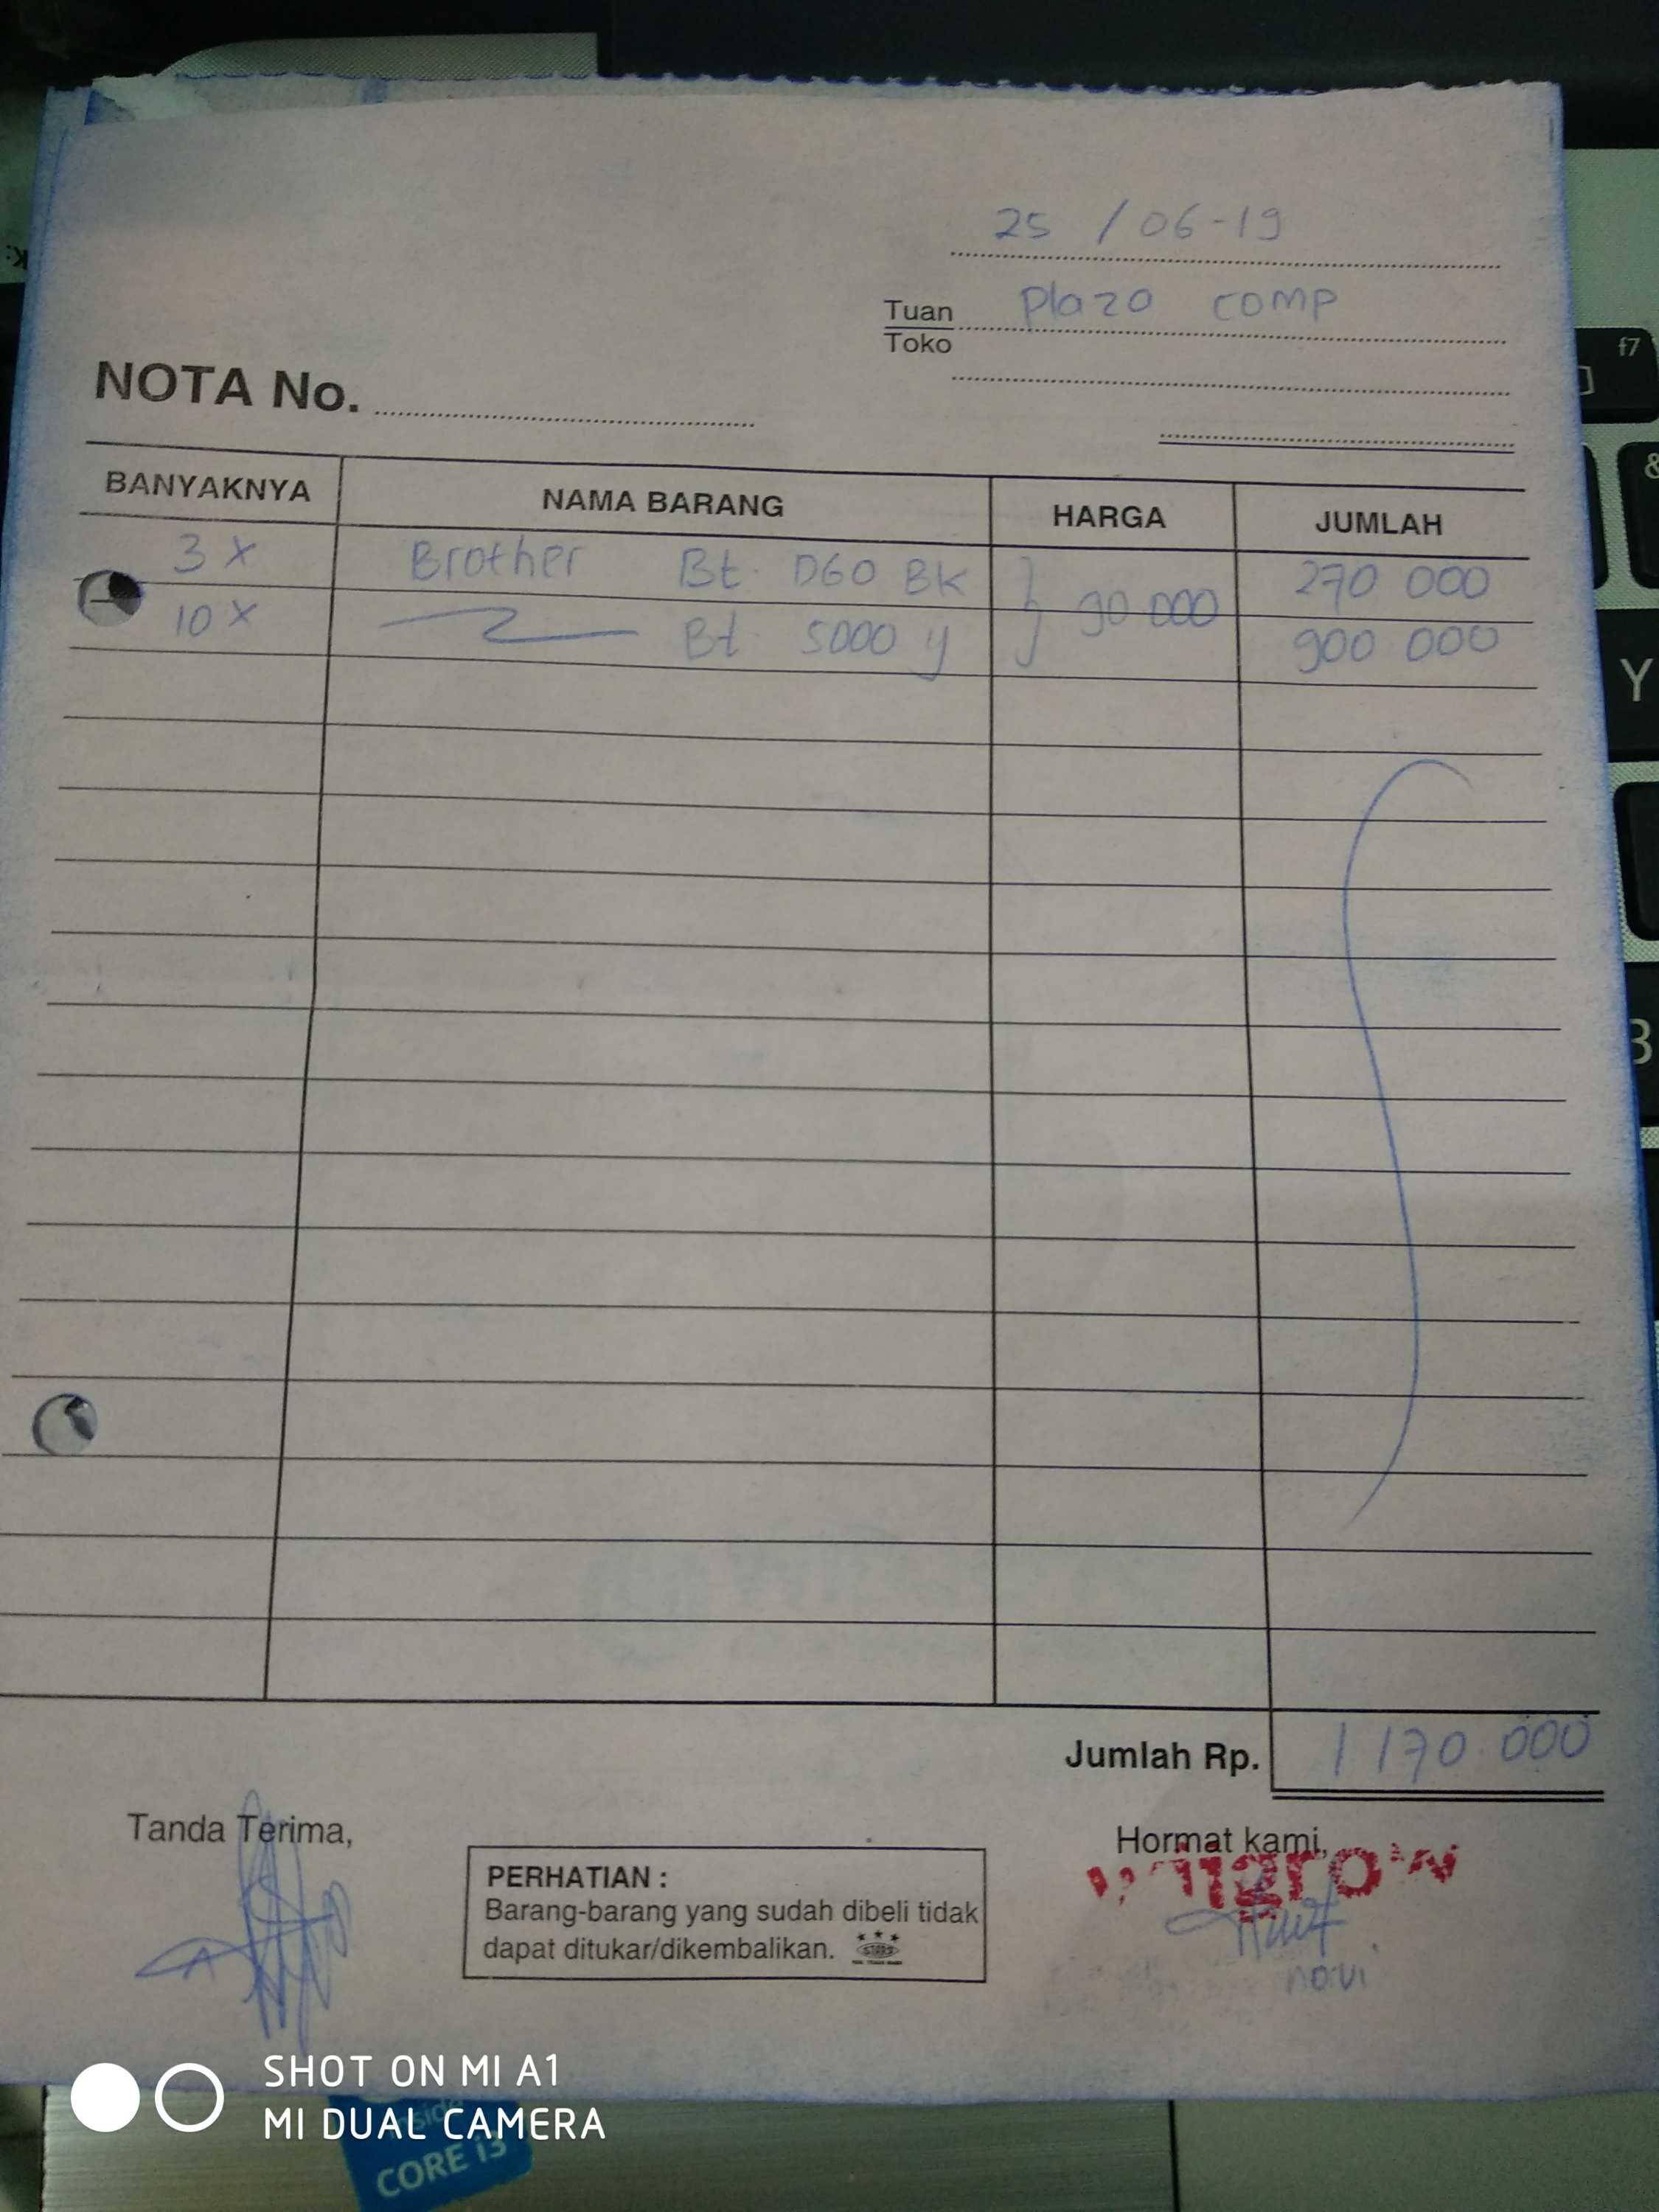 25 / 06-19
Tuan Plazo comp
Toko
NOTA No.
BANYAKNYA NAMA BARANG HARGA JUMLAH
3 X Brother Bt. D60 BK } 90.000 270 000
10 X Bt 5000 y 900 000
Jumlah Rp. 1 170.000
Tanda Terima,
Hormat kami,
PERHATIAN :
Barang-barang yang sudah dibeli tidak
dapat ditukar/dikembalikan.
novi
SHOT ON MI A1
MI DUAL CAMERA
CORE i3
f7
&
Y